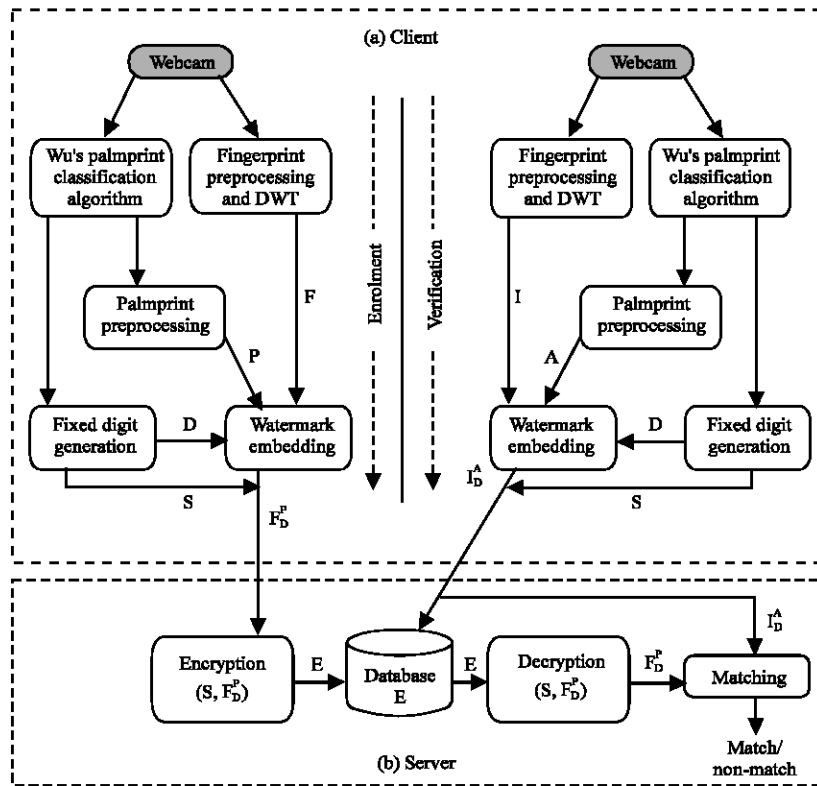 (a) Client
Webcam
Webcam
Wu's palmprint
classification
algorithm
Fingerprint
preprocessing
and DWT
Fingerprint
preprocessing
and DWT
Wu's palmprint
classification
algorithm
Enrolment
Verification
Palmprint
preprocessing
F
I
Palmprint
preprocessing
P
A
Fixed digit
generation
D
Watermark
embedding
Watermark
embedding
D
Fixed digit
generation
S
S
F_D^P
I_D^A
I_D^A
Encryption
(S, F_D^P)
E
Database
E
E
Decryption
(S, F_D^P)
F_D^P
Matching
Match/
non-match
(b) Server